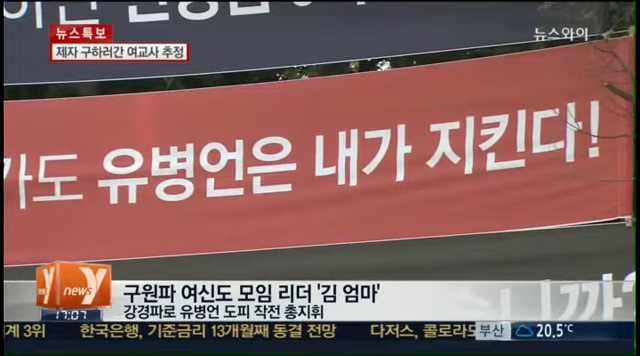 뉴스특보
제자 구하러간 여교사 추정
뉴스와이
가도 유병언은 내가 지킨다!
Y news
구원파 여신도 모임 리더 '김 엄마'
강경파로 유병언 도피 작전 총지휘
17:07
계 3위 한국은행, 기준금리 13개월째 동결 전망 다저스, 콜로라도
부산 20.5℃